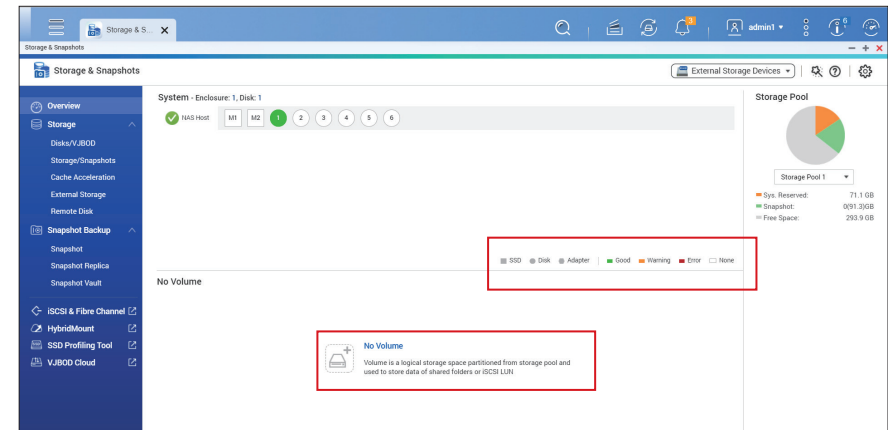 Storage & S...
3
admin1
6
Storage & Snapshots
Storage & Snapshots
External Storage Devices
Overview
Storage
Disks/VJBOD
Storage/Snapshots
Cache Acceleration
External Storage
Remote Disk
Snapshot Backup
Snapshot
Snapshot Replica
Snapshot Vault
iSCSI & Fibre Channel
HybridMount
SSD Profiling Tool
VJBOD Cloud
System - Enclosure: 1, Disk: 1
NAS Host M1 M2 1 2 3 4 5 6
SSD Disk Adapter Good Warning Error None
No Volume
No Volume
Volume is a logical storage space partitioned from storage pool and
used to store data of shared folders or iSCSI LUN
Storage Pool
Storage Pool 1
Sys. Reserved: 71.1 GB
Snapshot: 0(91.3)GB
Free Space: 293.9 GB